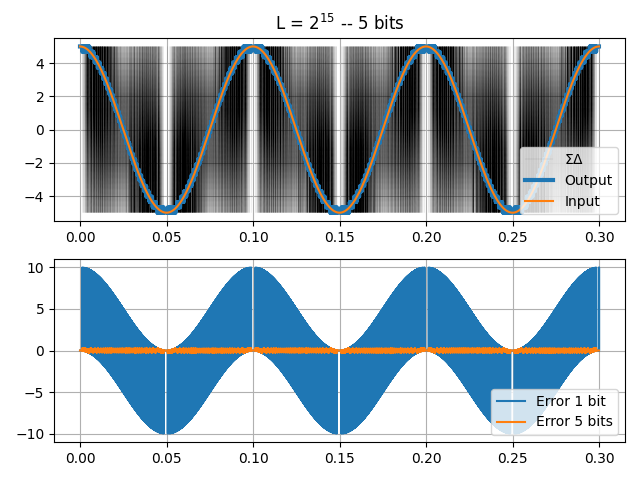 L = 2¹⁵ -- 5 bits
4
2
0
−2
−4
ΣΔ
Output
Input
0.00 0.05 0.10 0.15 0.20 0.25 0.30
10
5
0
−5
−10
Error 1 bit
Error 5 bits
0.00 0.05 0.10 0.15 0.20 0.25 0.30